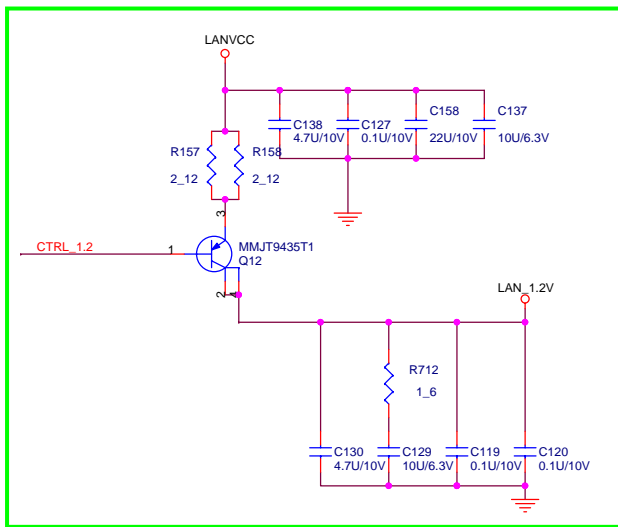 LANVCC
C138
4.7U/10V
C127
0.1U/10V
C158
22U/10V
C137
10U/6.3V
R157
2_12
R158
2_12
3
CTRL_1.2
1
MMJT9435T1
Q12
2
4
LAN_1.2V
R712
1_6
C130
4.7U/10V
C129
10U/6.3V
C119
0.1U/10V
C120
0.1U/10V